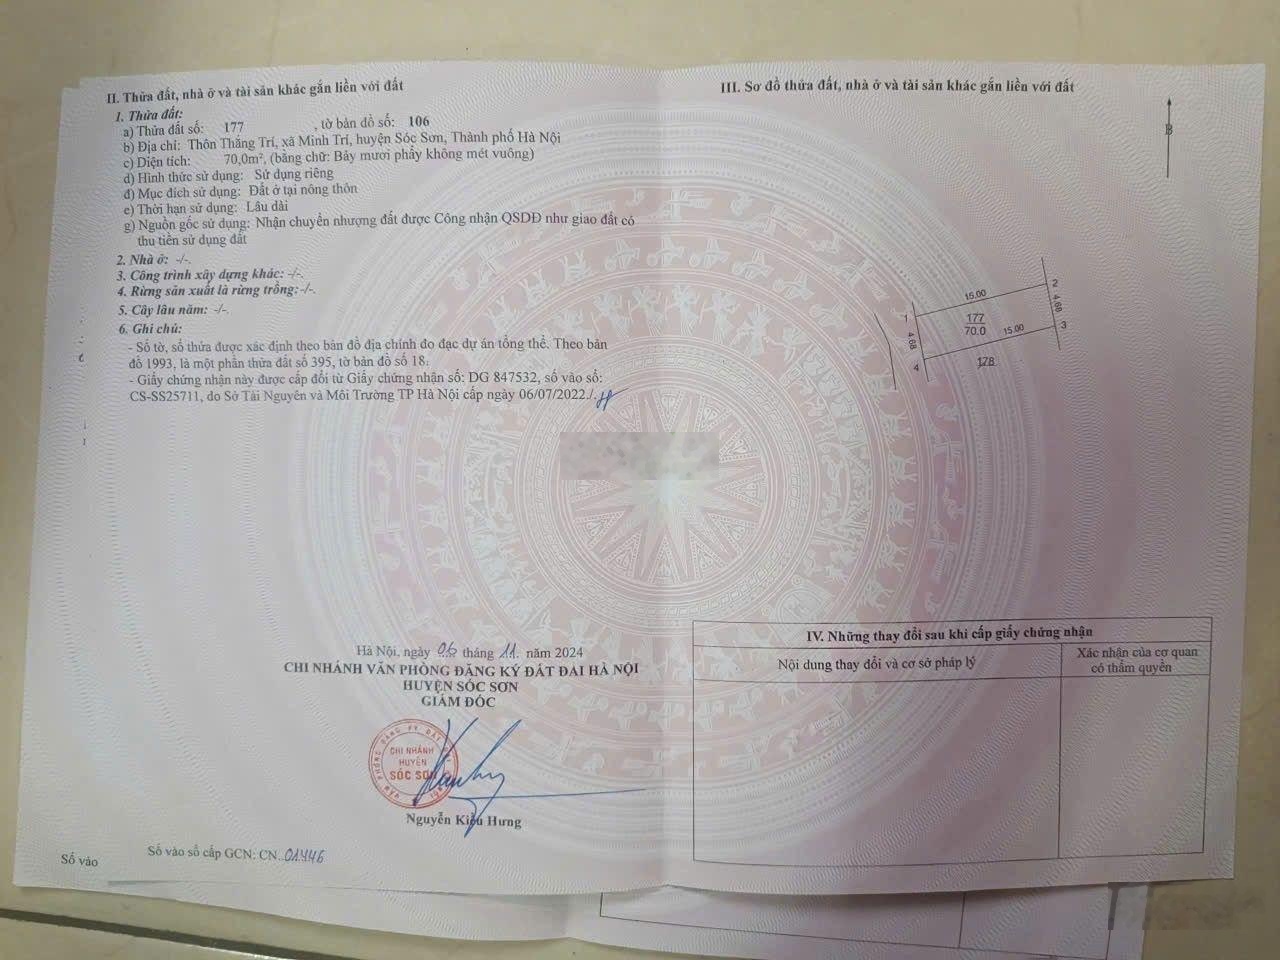 II. Thửa đất, nhà ở và tài sản khác gắn liền với đất
1. Thửa đất:
a) Thửa đất số: 177 , tờ bản đồ số: 106
b) Địa chỉ: Thôn Thắng Trí, xã Minh Trí, huyện Sóc Sơn, Thành phố Hà Nội
c) Diện tích: 70,0m², (bằng chữ: Bảy mươi phẩy không mét vuông)
d) Hình thức sử dụng: Sử dụng riêng
đ) Mục đích sử dụng: Đất ở tại nông thôn
e) Thời hạn sử dụng: Lâu dài
g) Nguồn gốc sử dụng: Nhận chuyển nhượng đất được Công nhận QSDĐ như giao đất có
thu tiền sử dụng đất
2. Nhà ở: -/-.
3. Công trình xây dựng khác: -/-.
4. Rừng sản xuất là rừng trồng: -/-.
5. Cây lâu năm: -/-.
6. Ghi chú:
- Số tờ, số thửa được xác định theo bản đồ địa chính đo đạc dự án tổng thể. Theo bản
đồ 1993, là một phần thửa đất số 395, tờ bản đồ số 18.
- Giấy chứng nhận này được cấp đổi từ Giấy chứng nhận số: DG 847532, số vào sổ:
CS-SS25711, do Sở Tài Nguyên và Môi Trường TP Hà Nội cấp ngày 06/07/2022./.
Hà Nội, ngày 06 tháng 11. năm 2024
CHI NHÁNH VĂN PHÒNG ĐĂNG KÝ ĐẤT ĐAI HÀ NỘI
HUYỆN SÓC SƠN
GIÁM ĐỐC
CHI NHÁNH
HUYỆN
SÓC SƠN
Nguyễn Kiều Hưng
Số vào
Số vào sổ cấp GCN: CN..01446
III. Sơ đồ thửa đất, nhà ở và tài sản khác gắn liền với đất
B
15.00
2
1
4.68
177
70.0
15.00
3
4.68
4
178
IV. Những thay đổi sau khi cấp giấy chứng nhận
Nội dung thay đổi và cơ sở pháp lý
Xác nhận của cơ quan
có thẩm quyền